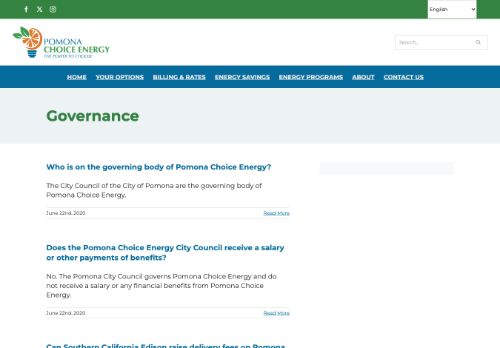 English
POMONA
CHOICE ENERGY
THE POWER TO CHOOSE
Search...
HOME YOUR OPTIONS BILLING & RATES ENERGY SAVINGS ENERGY PROGRAMS ABOUT CONTACT US
Governance
Who is on the governing body of Pomona Choice Energy?
The City Council of the City of Pomona are the governing body of
Pomona Choice Energy.
June 22nd, 2020 Read More
Does the Pomona Choice Energy City Council receive a salary
or other payments of benefits?
No. The Pomona City Council governs Pomona Choice Energy and do
not receive a salary or any financial benefits from Pomona Choice
Energy.
June 22nd, 2020 Read More
Can Southern California Edison raise delivery fees on Pomona